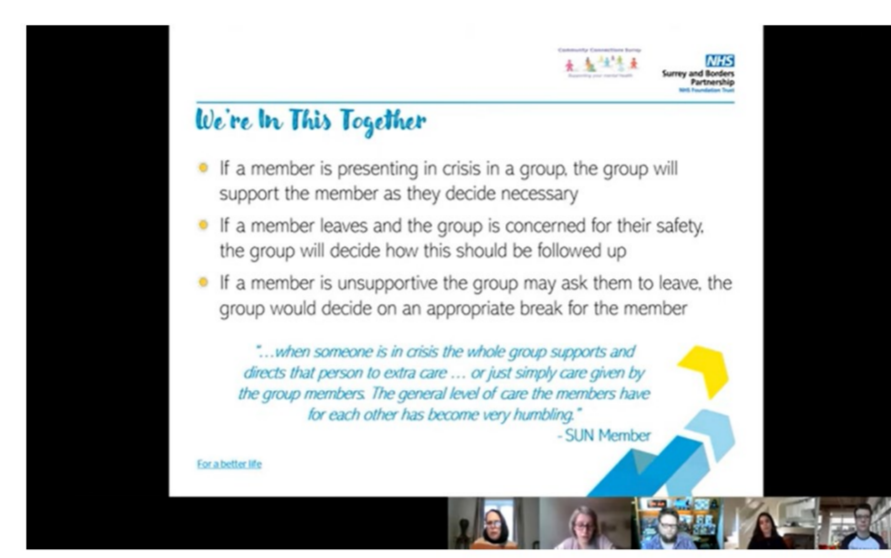 Community Connections Surrey
Supporting your mental health
NHS
Surrey and Borders
Partnership
NHS Foundation Trust
We're In This Together
If a member is presenting in crisis in a group, the group will
support the member as they decide necessary
If a member leaves and the group is concerned for their safety,
the group will decide how this should be followed up
If a member is unsupportive the group may ask them to leave, the
group would decide on an appropriate break for the member
"...when someone is in crisis the whole group supports and
directs that person to extra care ... or just simply care given by
the group members. The general level of care the members have
for each other has become very humbling."
- SUN Member
For a better life